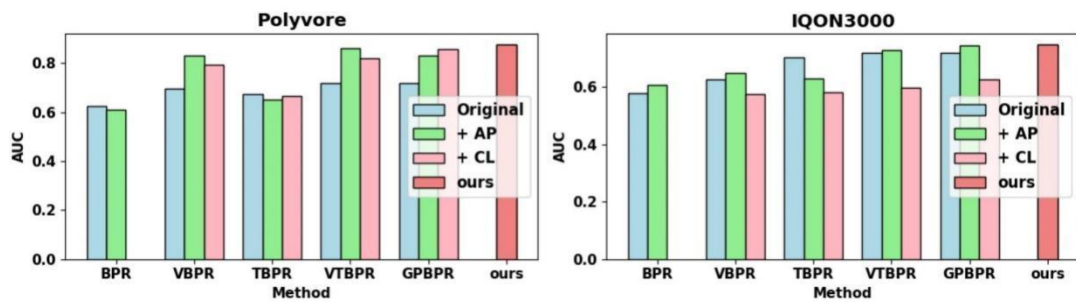 Polyvore
AUC
0.8
0.6
0.4
0.2
0.0
Original
+ AP
+ CL
ours
BPR VBPR TBPR VTBPR GPBPR ours
Method
IQON3000
AUC
0.6
0.4
0.2
0.0
Original
+ AP
+ CL
ours
BPR VBPR TBPR VTBPR GPBPR ours
Method